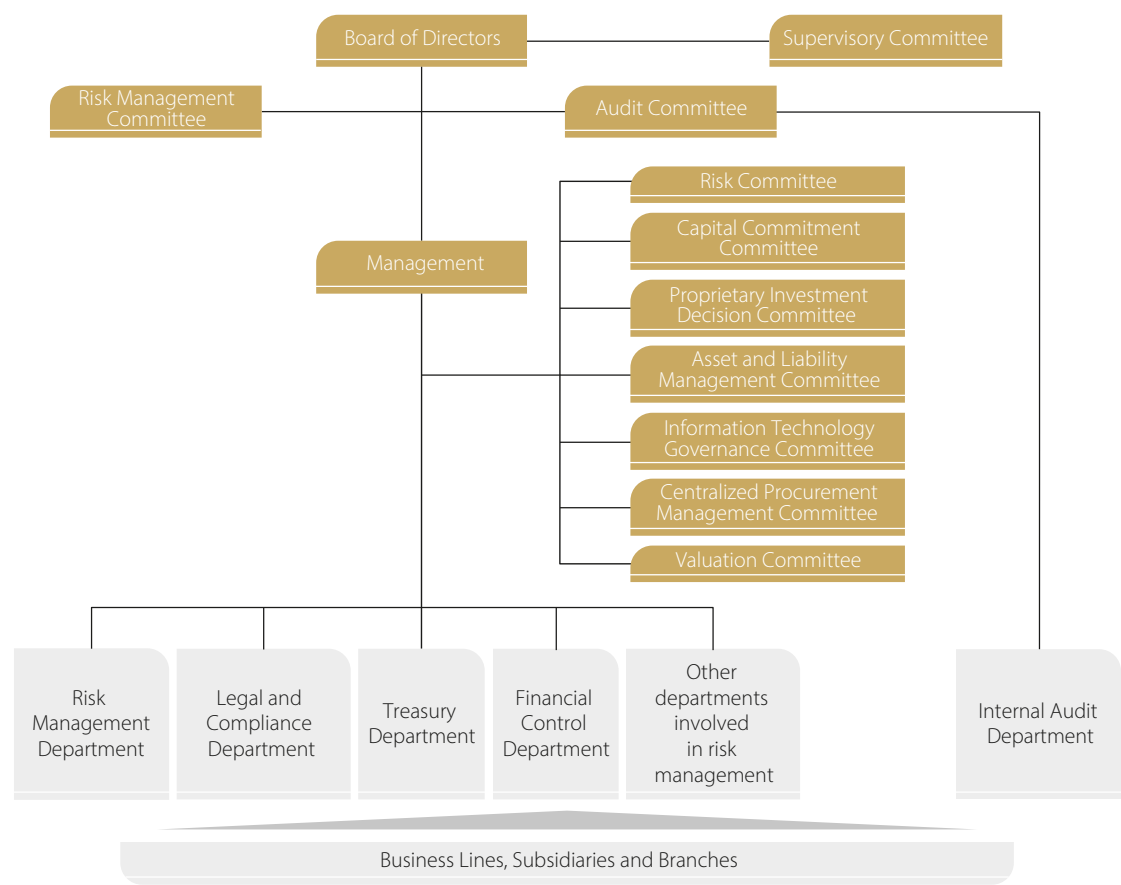 Board of Directors
Supervisory Committee
Risk Management
Committee
Audit Committee
Risk Committee
Capital Commitment
Committee
Management
Proprietary Investment
Decision Committee
Asset and Liability
Management Committee
Information Technology
Governance Committee
Centralized Procurement
Management Committee
Valuation Committee
Risk
Management
Department
Legal and
Compliance
Department
Treasury
Department
Financial
Control
Department
Other
departments
involved
in risk
management
Internal Audit
Department
Business Lines, Subsidiaries and Branches